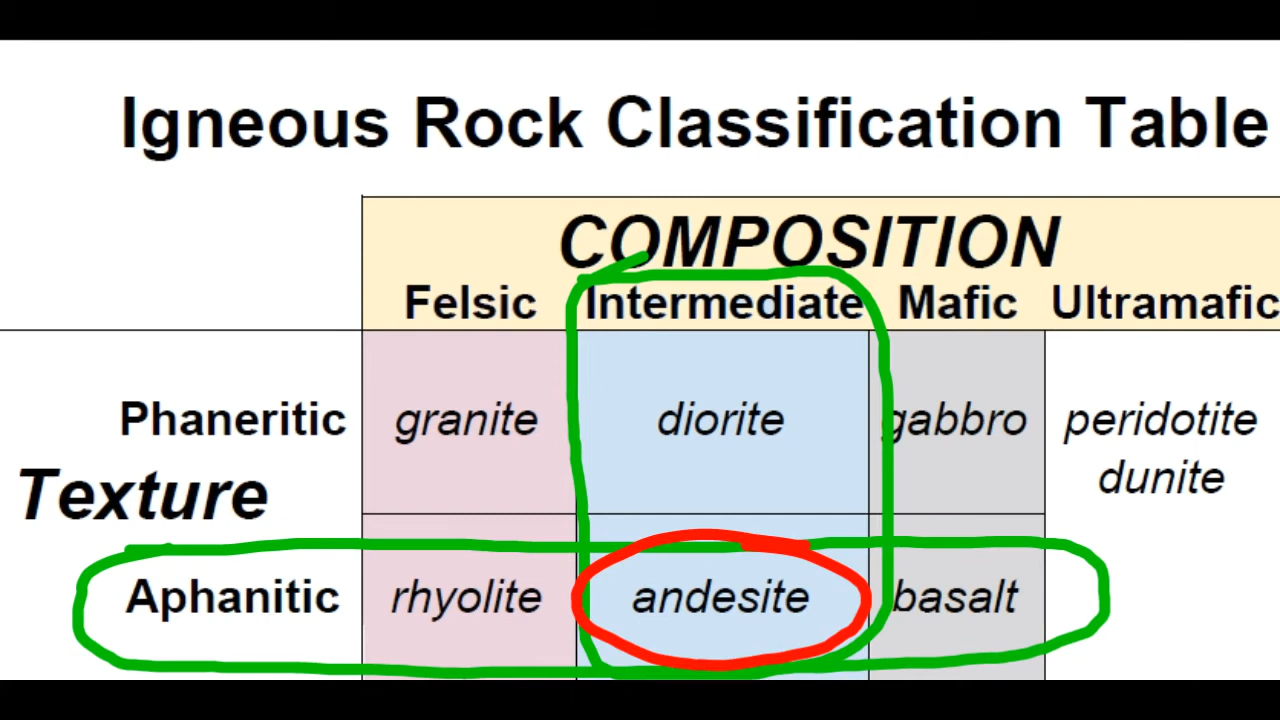 Igneous Rock Classification Table
COMPOSITION
Felsic Intermediate Mafic Ultramafic
Phaneritic granite diorite gabbro peridotite
dunite
Texture
Aphanitic rhyolite andesite basalt